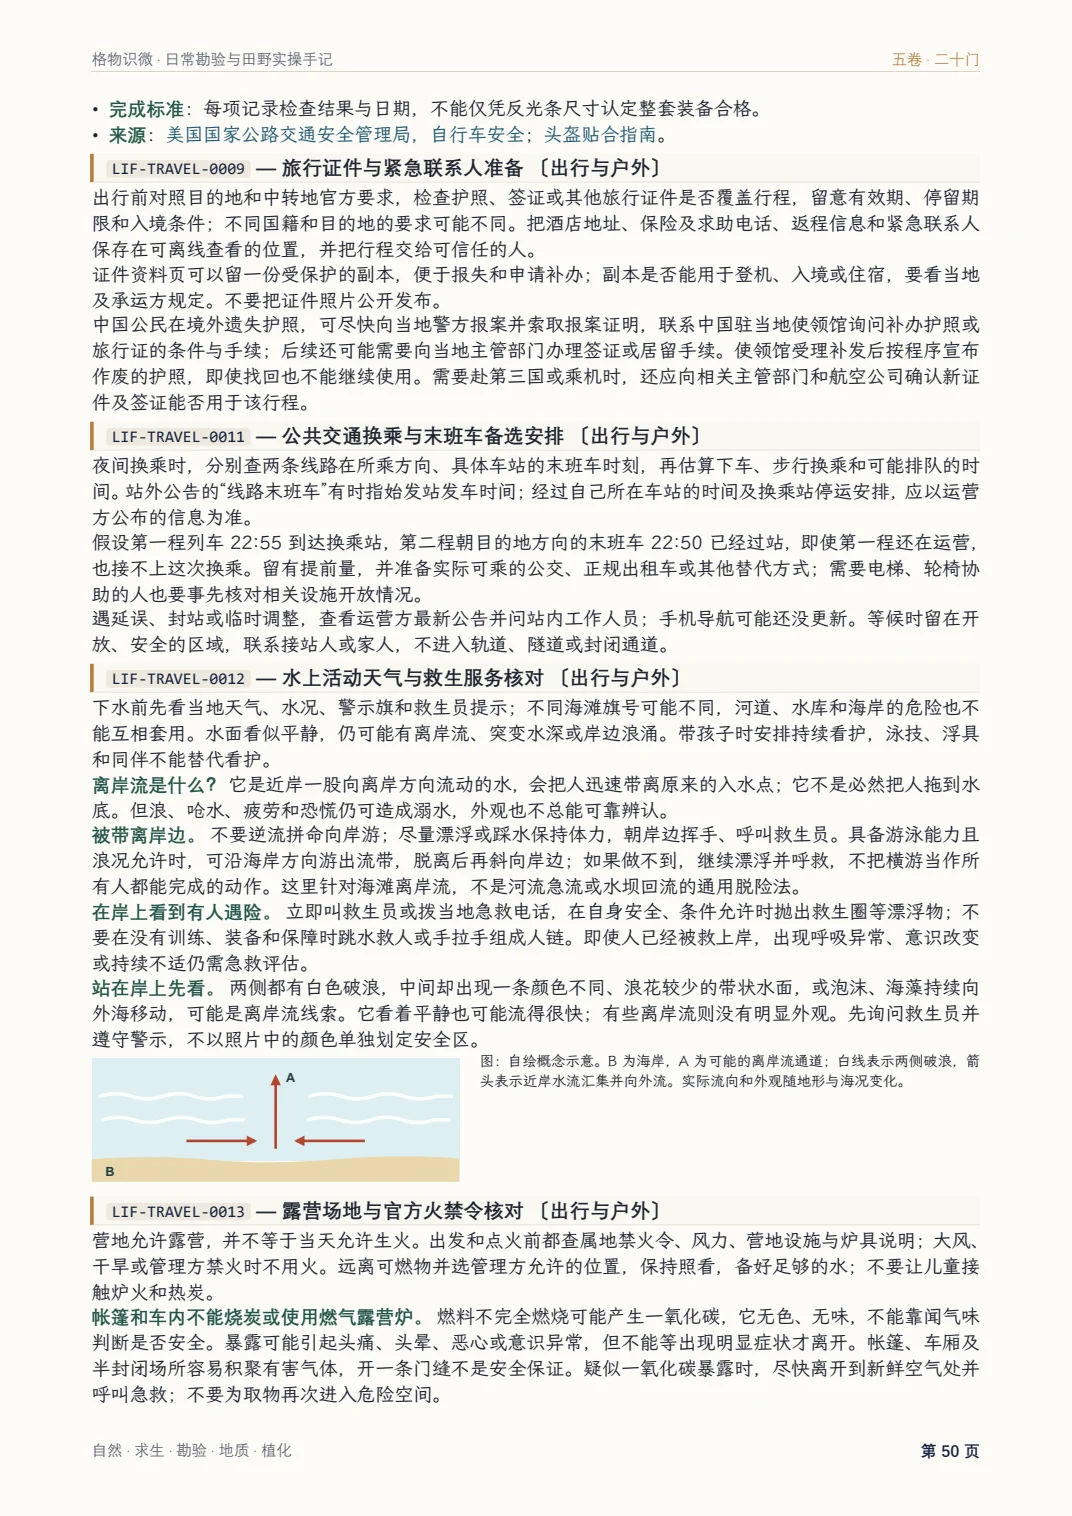 格物识微 · 日常勘验与田野实操手记
五卷 · 二十门
• 完成标准：每项记录检查结果与日期，不能仅凭反光条尺寸认定整套装备合格。
• 来源：美国国家公路交通安全管理局，自行车安全；头盔贴合指南。
LIF-TRAVEL-0009 — 旅行证件与紧急联系人准备 〔出行与户外〕
出行前对照目的地和中转地官方要求，检查护照、签证或其他旅行证件是否覆盖行程，留意有效期、停留期
限和入境条件；不同国籍和目的地的要求可能不同。把酒店地址、保险及求助电话、返程信息和紧急联系人
保存在可离线查看的位置，并把行程交给可信任的人。
证件资料页可以留一份受保护的副本，便于报失和申请补办；副本是否能用于登机、入境或住宿，要看当地
及承运方规定。不要把证件照片公开发布。
中国公民在境外遗失护照，可尽快向当地警方报案并索取报案证明，联系中国驻当地使领馆询问补办护照或
旅行证的条件与手续；后续还可能需要向当地主管部门办理签证或居留手续。使领馆受理补发后按程序宣布
作废的护照，即使找回也不能继续使用。需要赴第三国或乘机时，还应向相关主管部门和航空公司确认新证
件及签证能否用于该行程。
LIF-TRAVEL-0011 — 公共交通换乘与末班车备选安排 〔出行与户外〕
夜间换乘时，分别查两条线路在所乘方向、具体车站的末班车时刻，再估算下车、步行换乘和可能排队的时
间。站外公告的“线路末班车”有时指始发站发车时间；经过自己所在车站的时间及换乘站停运安排，应以运营
方公布的信息为准。
假设第一程列车 22:55 到达换乘站，第二程朝目的地方向的末班车 22:50 已经过站，即使第一程还在运营，
也接不上这次换乘。留有提前量，并准备实际可乘的公交、正规出租车或其他替代方式；需要电梯、轮椅协
助的人也要事先核对相关设施开放情况。
遇延误、封站或临时调整，查看运营方最新公告并问站内工作人员；手机导航可能还没更新。等候时留在开
放、安全的区域，联系接站人或家人，不进入轨道、隧道或封闭通道。
LIF-TRAVEL-0012 — 水上活动天气与救生服务核对 〔出行与户外〕
下水前先看当地天气、水况、警示旗和救生员提示；不同海滩旗号可能不同，河道、水库和海岸的危险也不
能互相套用。水面看似平静，仍可能有离岸流、突变水深或岸边浪涌。带孩子时安排持续看护，泳技、浮具
和同伴不能替代看护。
离岸流是什么？ 它是近岸一股向离岸方向流动的水，会把人迅速带离原来的入水点；它不是必然把人拖到水
底。但浪、呛水、疲劳和恐慌仍可造成溺水，外观也不总能可靠辨认。
被带离岸边。 不要逆流拼命向岸游；尽量漂浮或踩水保持体力，朝岸边挥手、呼叫救生员。具备游泳能力且
浪况允许时，可沿海岸方向游出流带，脱离后再斜向岸边；如果做不到，继续漂浮并呼救，不把横游当作所
有人都能完成的动作。这里针对海滩离岸流，不是河流急流或水坝回流的通用脱险法。
在岸上看到有人遇险。 立即叫救生员或拨当地急救电话，在自身安全、条件允许时抛出救生圈等漂浮物；不
要在没有训练、装备和保障时跳水救人或手拉手组成人链。即使人已经被救上岸，出现呼吸异常、意识改变
或持续不适仍需急救评估。
站在岸上先看。 两侧都有白色破浪，中间却出现一条颜色不同、浪花较少的带状水面，或泡沫、海藻持续向
外海移动，可能是离岸流线索。它看着平静也可能流得很快；有些离岸流则没有明显外观。先询问救生员并
遵守警示，不以照片中的颜色单独划定安全区。
A
B
图：自绘概念示意。B 为海岸，A 为可能的离岸流通道；白线表示两侧破浪，箭
头表示近岸水流汇集并向外流。实际流向和外观随地形与海况变化。
LIF-TRAVEL-0013 — 露营场地与官方火禁令核对 〔出行与户外〕
营地允许露营，并不等于当天允许生火。出发和点火前都查属地禁火令、风力、营地设施与炉具说明；大风、
干旱或管理方禁火时不用火。远离可燃物并选管理方允许的位置，保持照看，备好足够的水；不要让儿童接
触炉火和热炭。
帐篷和车内不能烧炭或使用燃气露营炉。 燃料不完全燃烧可能产生一氧化碳，它无色、无味，不能靠闻气味
判断是否安全。暴露可能引起头痛、头晕、恶心或意识异常，但不能等出现明显症状才离开。帐篷、车厢及
半封闭场所容易积聚有害气体，开一条门缝不是安全保证。疑似一氧化碳暴露时，尽快离开到新鲜空气处并
呼叫急救；不要为取物再次进入危险空间。
自然 · 求生 · 勘验 · 地质 · 植化
第 50 页